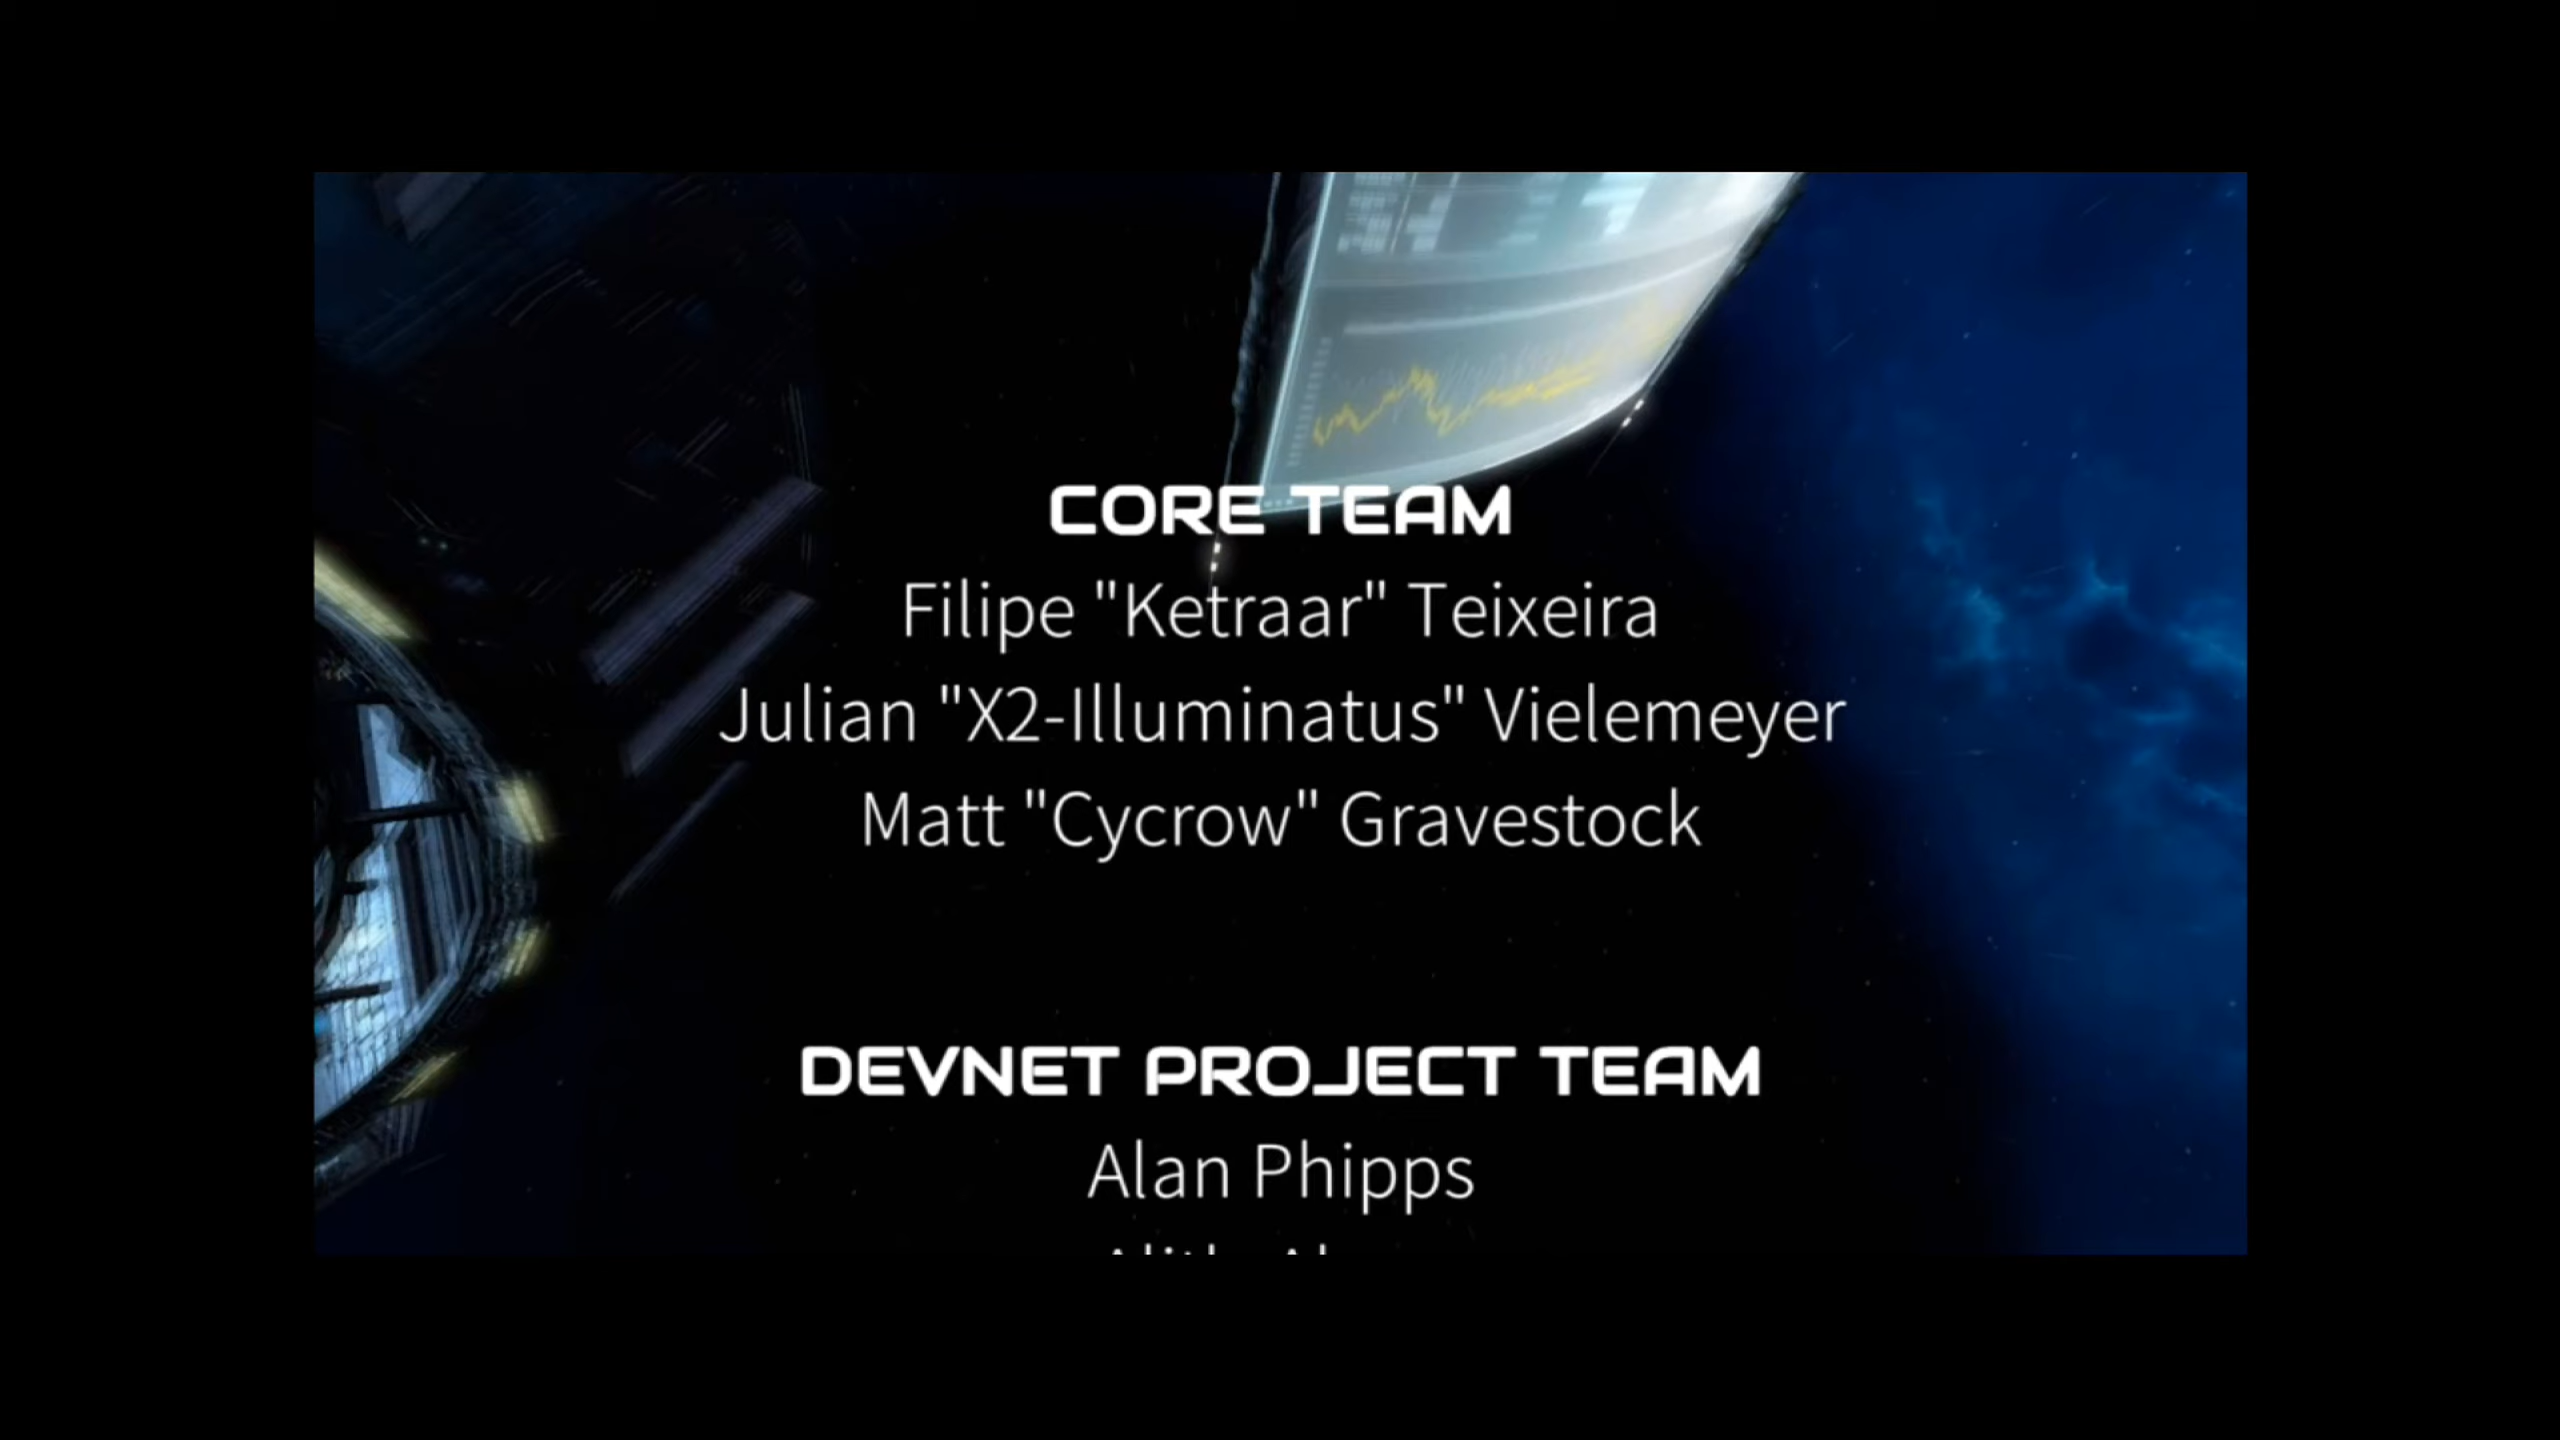 CORE TEAM
Filipe "Ketraar" Teixeira
Julian "X2-Illuminatus" Vielemeyer
Matt "Cycrow" Gravestock
DEVNET PROJECT TEAM
Alan Phipps